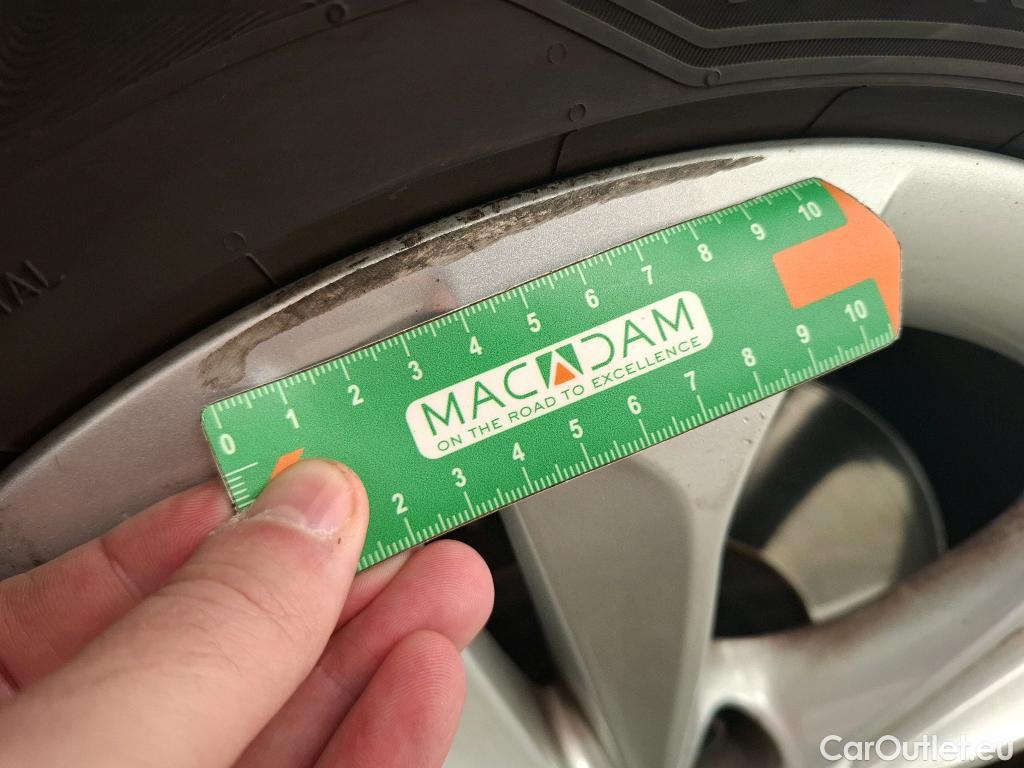 IAL
0 1 2 3 4 5 6 7 8 9 10
MACADAM
ON THE ROAD TO EXCELLENCE
2 3 4 5 6 7 8 9 10
CarOutlet.eu